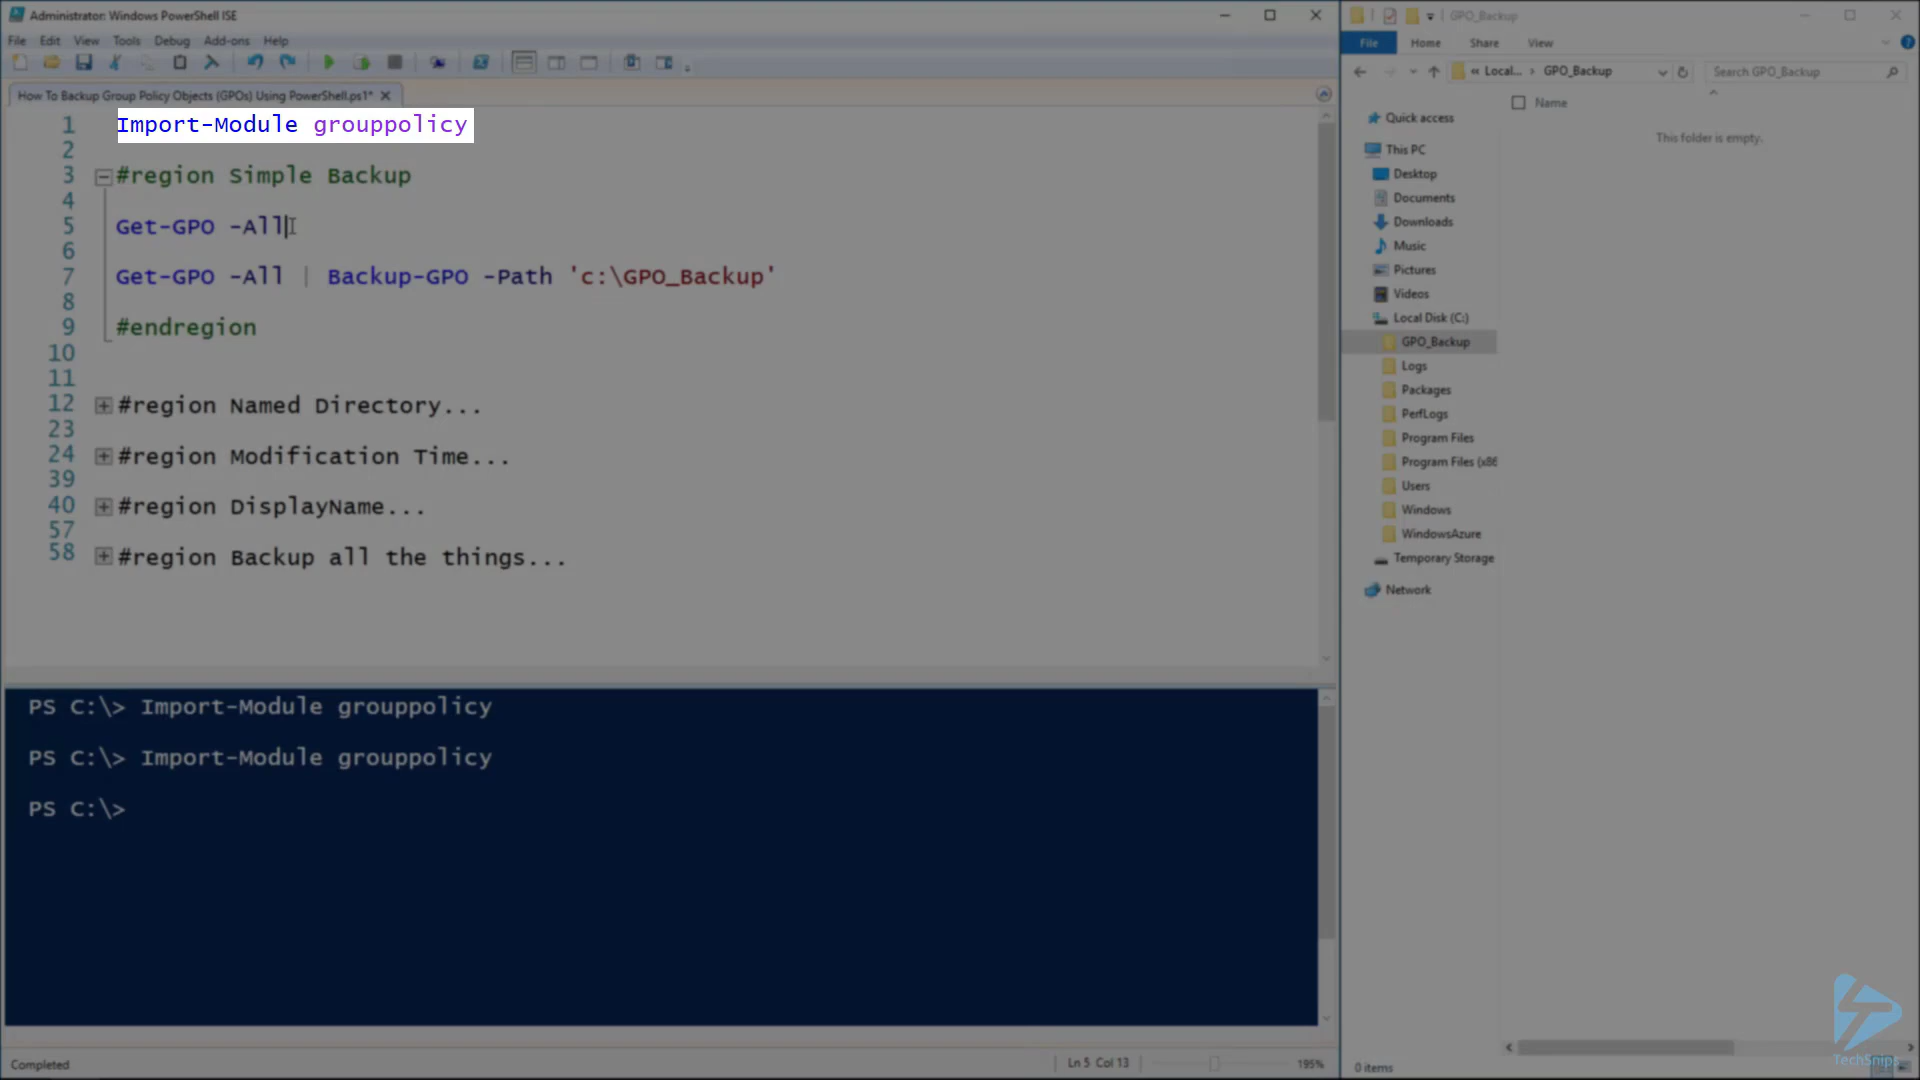 Administrator: Windows PowerShell ISE
File Edit View Tools Debug Add-ons Help
How To Backup Group Policy Objects (GPOs) Using PowerShell.ps1*
1 Import-Module grouppolicy
2
3 #region Simple Backup
4
5 Get-GPO -All
6
7 Get-GPO -All | Backup-GPO -Path 'c:\GPO_Backup'
8
9 #endregion
10
11
12 #region Named Directory...
23
24 #region Modification Time...
39
40 #region DisplayName...
57
58 #region Backup all the things...
PS C:\> Import-Module grouppolicy
PS C:\> Import-Module grouppolicy
PS C:\>
Completed
Ln 5 Col 13
195%
GPO_Backup
File Home Share View
« Local... › GPO_Backup
Search GPO_Backup
Name
This folder is empty.
Quick access
This PC
Desktop
Documents
Downloads
Music
Pictures
Videos
Local Disk (C:)
GPO_Backup
Logs
Packages
PerfLogs
Program Files
Program Files (x86
Users
Windows
WindowsAzure
Temporary Storage
Network
0 items
TechSnips